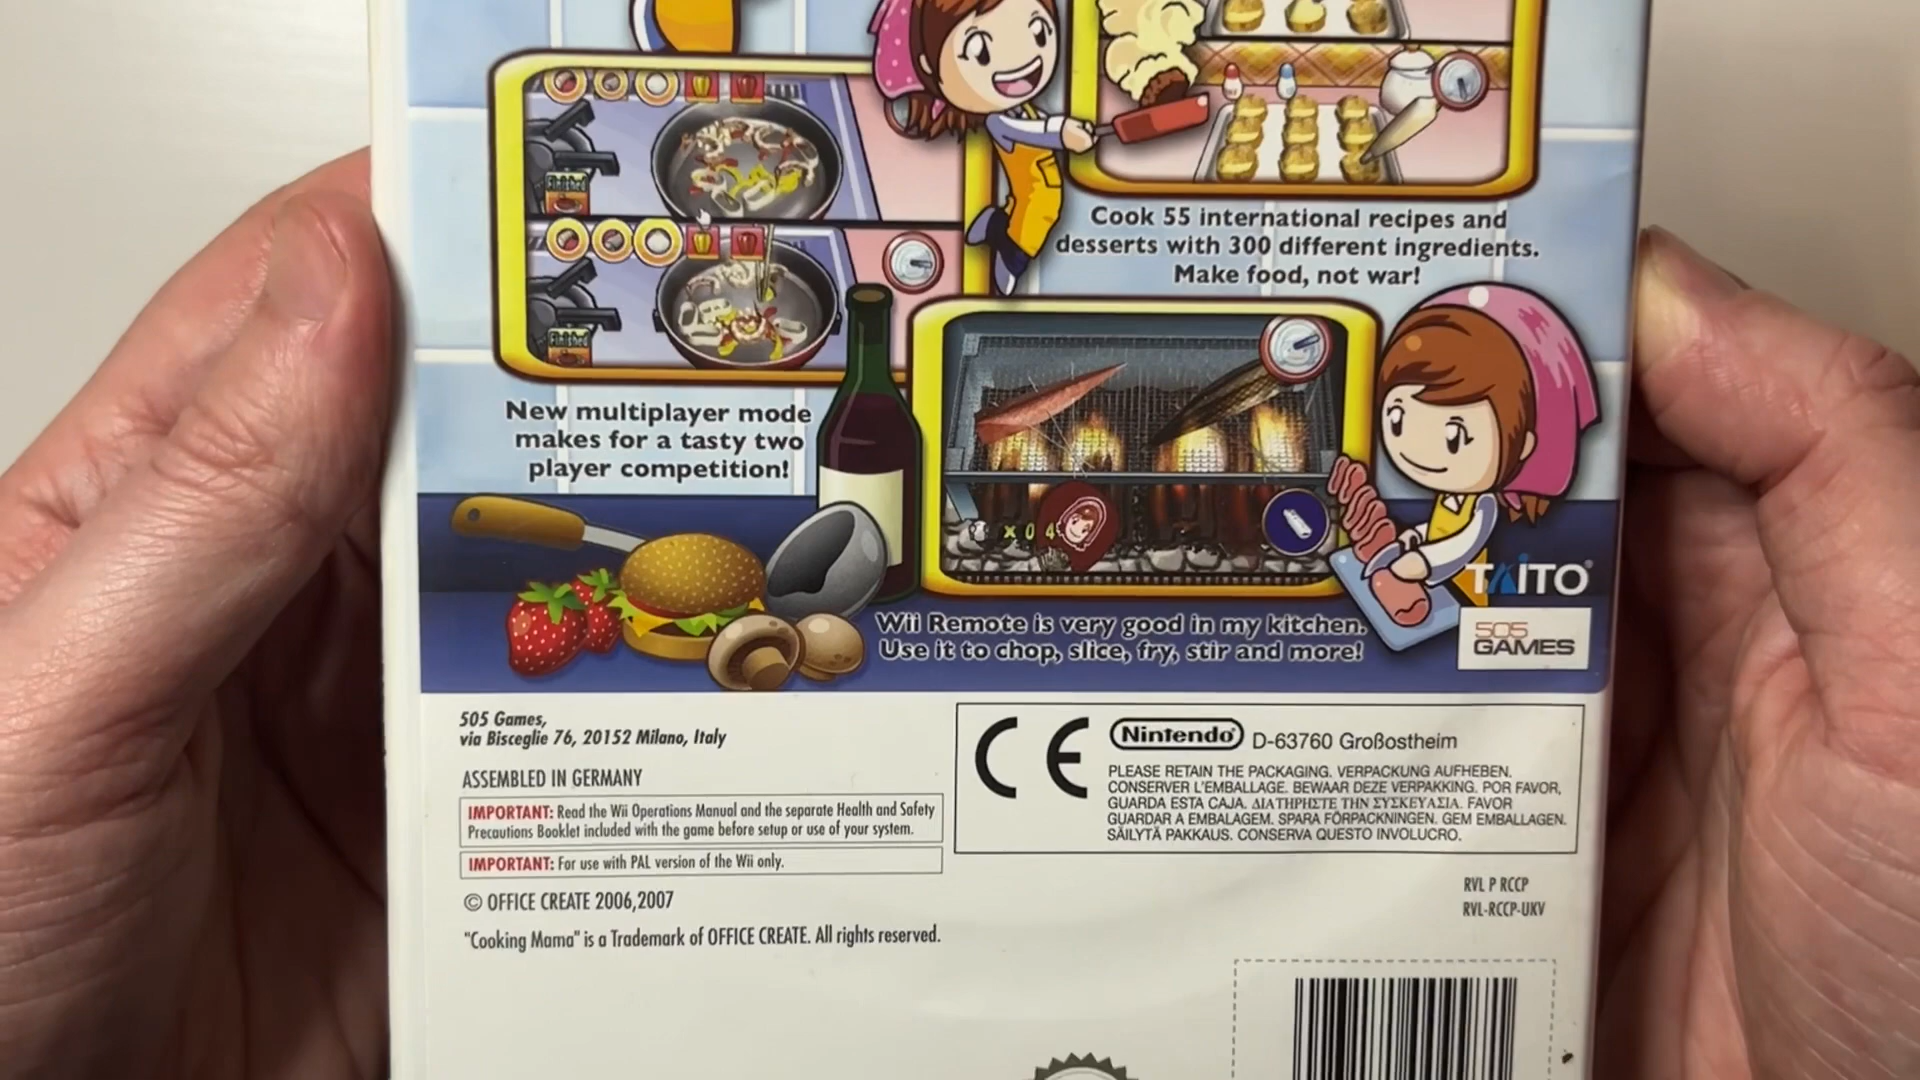 Finished
Finished
Cook 55 international recipes and
desserts with 300 different ingredients.
Make food, not war!
New multiplayer mode
makes for a tasty two
player competition!
x 0 4
Wii Remote is very good in my kitchen.
Use it to chop, slice, fry, stir and more!
TAITO®
505
GAMES
505 Games,
via Bisceglie 76, 20152 Milano, Italy
ASSEMBLED IN GERMANY
IMPORTANT: Read the Wii Operations Manual and the separate Health and Safety
Precautions Booklet included with the game before setup or use of your system.
IMPORTANT: For use with PAL version of the Wii only.
© OFFICE CREATE 2006,2007
"Cooking Mama" is a Trademark of OFFICE CREATE. All rights reserved.
CE
Nintendo® D-63760 Großostheim
PLEASE RETAIN THE PACKAGING. VERPACKUNG AUFHEBEN.
CONSERVER L'EMBALLAGE. BEWAAR DEZE VERPAKKING. POR FAVOR,
GUARDA ESTA CAJA. ΔΙΑΤΗΡΗΣΤΕ ΤΗΝ ΣΥΣΚΕΥΑΣΙΑ. FAVOR
GUARDAR A EMBALAGEM. SPARA FÖRPACKNINGEN. GEM EMBALLAGEN.
SÄILYTÄ PAKKAUS. CONSERVA QUESTO INVOLUCRO.
RVL P RCCP
RVL-RCCP-UKV